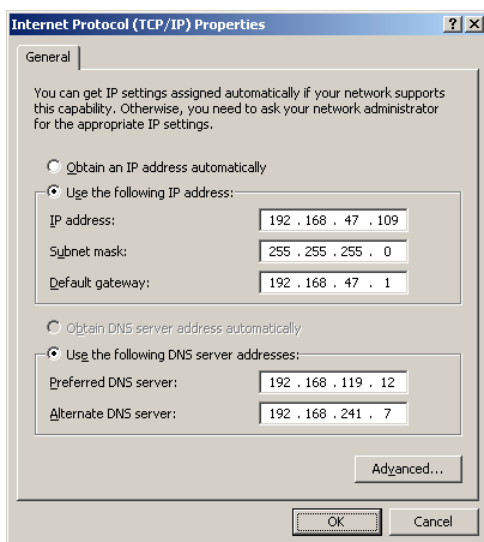 Internet Protocol (TCP/IP) Properties
General
You can get IP settings assigned automatically if your network supports
this capability. Otherwise, you need to ask your network administrator
for the appropriate IP settings.
Obtain an IP address automatically
Use the following IP address:
IP address: 192 . 168 . 47 . 109
Subnet mask: 255 . 255 . 255 . 0
Default gateway: 192 . 168 . 47 . 1
Obtain DNS server address automatically
Use the following DNS server addresses:
Preferred DNS server: 192 . 168 . 119 . 12
Alternate DNS server: 192 . 168 . 241 . 7
Advanced...
OK Cancel